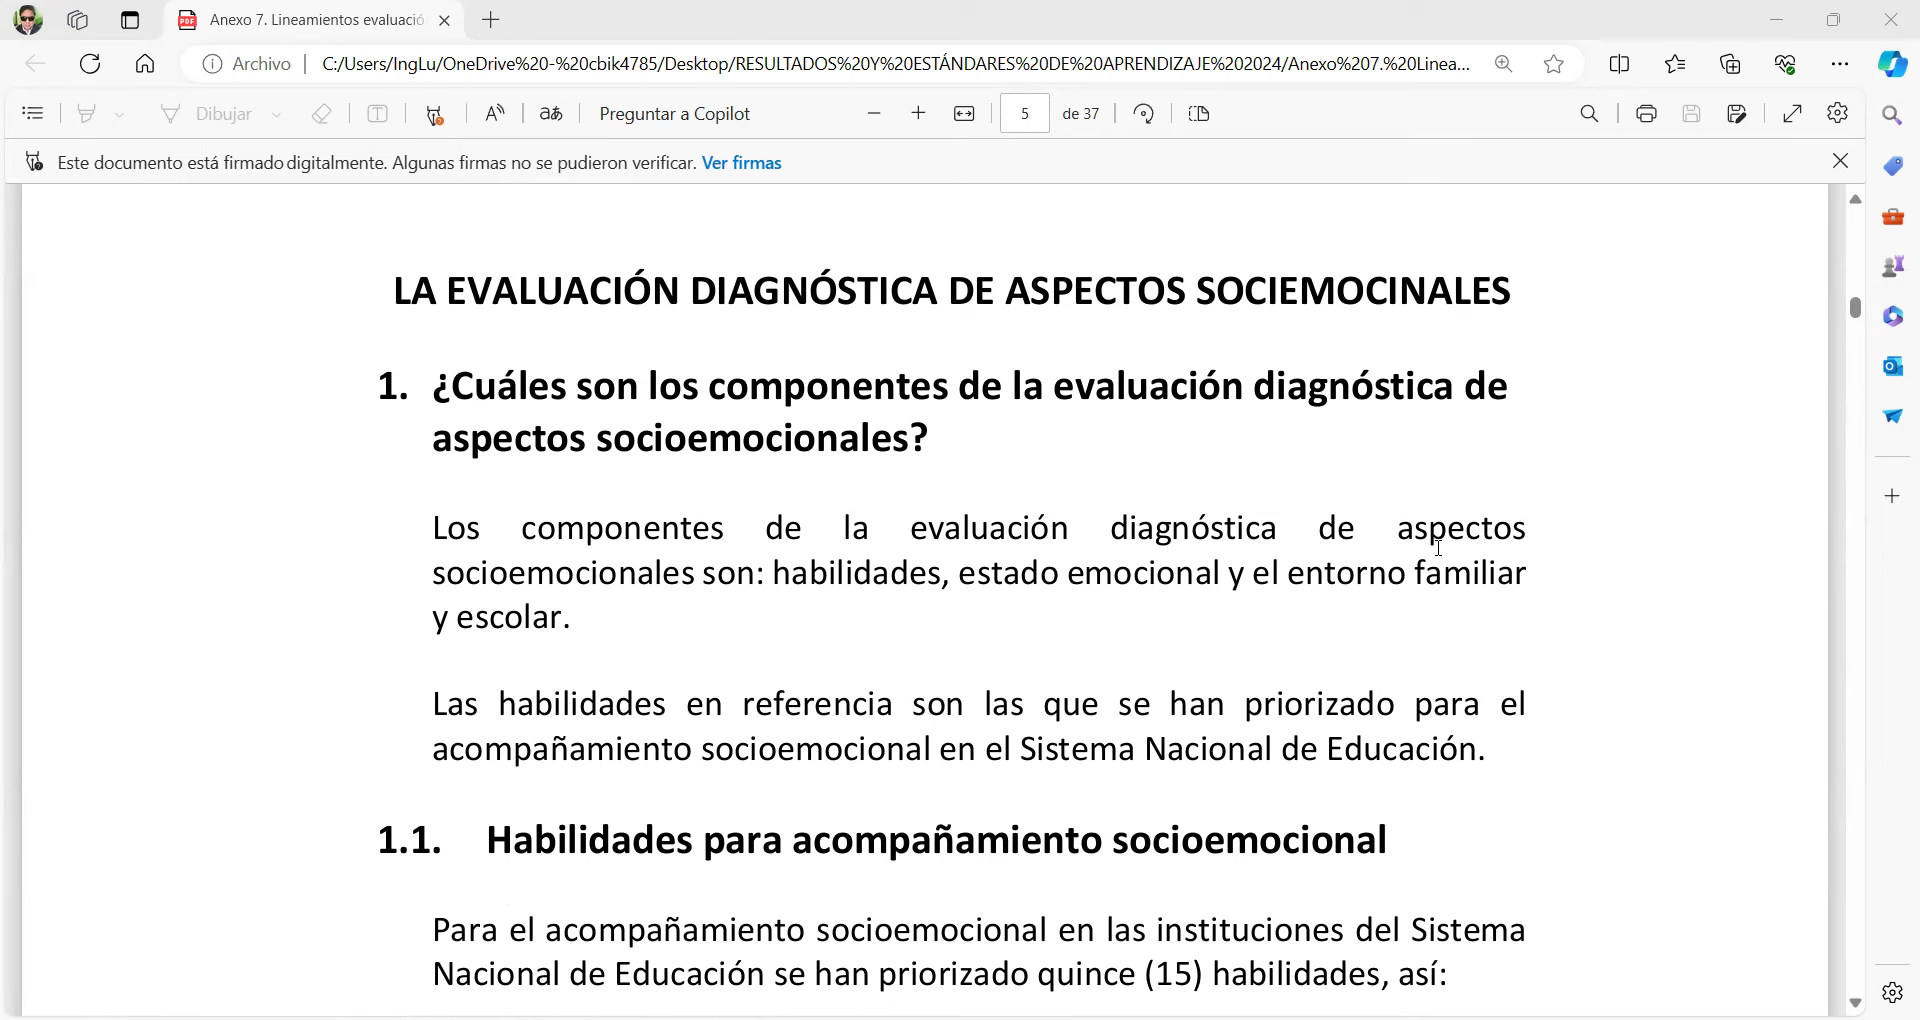 Anexo 7. Lineamientos evaluació
Archivo C:/Users/IngLu/OneDrive%20-%20cbik4785/Desktop/RESULTADOS%20Y%20ESTÁNDARES%20DE%20APRENDIZAJE%202024/Anexo%207.%20Linea...
Dibujar Preguntar a Copilot 5 de 37
Este documento está firmado digitalmente. Algunas firmas no se pudieron verificar. Ver firmas
LA EVALUACIÓN DIAGNÓSTICA DE ASPECTOS SOCIEMOCINALES
1. ¿Cuáles son los componentes de la evaluación diagnóstica de
aspectos socioemocionales?
Los componentes de la evaluación diagnóstica de aspectos
socioemocionales son: habilidades, estado emocional y el entorno familiar
y escolar.
Las habilidades en referencia son las que se han priorizado para el
acompañamiento socioemocional en el Sistema Nacional de Educación.
1.1. Habilidades para acompañamiento socioemocional
Para el acompañamiento socioemocional en las instituciones del Sistema
Nacional de Educación se han priorizado quince (15) habilidades, así: